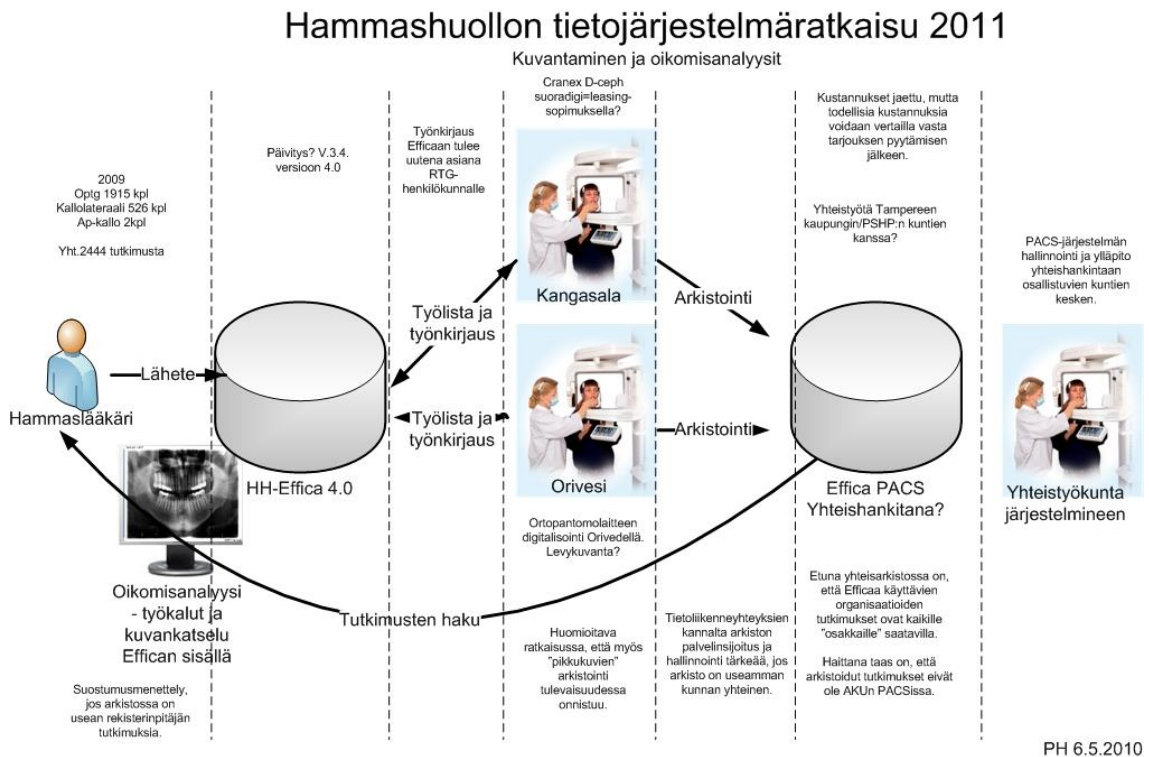 Hammashuollon tietojärjestelmäratkaisu 2011
Kuvantaminen ja oikomisanalyysit
2009
Optg 1915 kpl
Kallolateraali 526 kpl
Ap-kallo 2kpl
Yht.2444 tutkimusta
Hammaslääkäri
Lähete
Oikomisanalyysi
- työkalut ja
kuvankatselu
Effican sisällä
Suostumusmenettely,
jos arkistossa on
usean rekisterinpitäjän
tutkimuksia.
Päivitys? V.3.4.
versioon 4.0
HH-Effica 4.0
Tutkimusten haku
Työnkirjaus
Efficaan tulee
uutena asiana
RTG-
henkilökunnalle
Työlista ja
työnkirjaus
Työlista ja
työnkirjaus
Cranex D-ceph
suoradigi=leasing-
sopimuksella?
Kangasala
Orivesi
Ortopantomolaitteen
digitalisointi Orivedellä.
Levykuvanta?
Huomioitava
ratkaisussa, että myös
"pikkukuvien"
arkistointi
tulevaisuudessa
onnistuu.
Arkistointi
Arkistointi
Tietoliikenneyhteyksien
kannalta arkiston
palvelinsijoitus ja
hallinnointi tärkeää, jos
arkisto on useamman
kunnan yhteinen.
Kustannukset jaettu, mutta
todellisia kustannuksia
voidaan vertailla vasta
tarjouksen pyytämisen
jälkeen.
Yhteistyötä Tampereen
kaupungin/PSHP:n kuntien
kanssa?
Effica PACS
Yhteishankitana?
Etuna yhteisarkistossa on,
että Efficaa käyttävien
organisaatioiden
tutkimukset ovat kaikille
"osakkaille" saatavilla.
Haittana taas on, että
arkistoidut tutkimukset eivät
ole AKUn PACSissa.
PACS-järjestelmän
hallinnointi ja ylläpito
yhteishankintaan
osallistuvien kuntien
kesken.
Yhteistyökunta
järjestelmineen
PH 6.5.2010